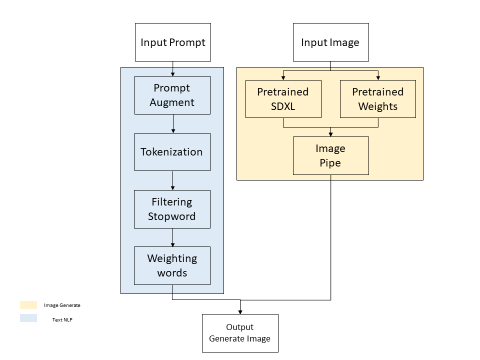 Input Prompt
Input Image
Prompt
Augment
Pretrained
SDXL
Pretrained
Weights
Tokenization
Image
Pipe
Filtering
Stopword
Weighting
words
Image Generate
Text NLP
Output
Generate Image